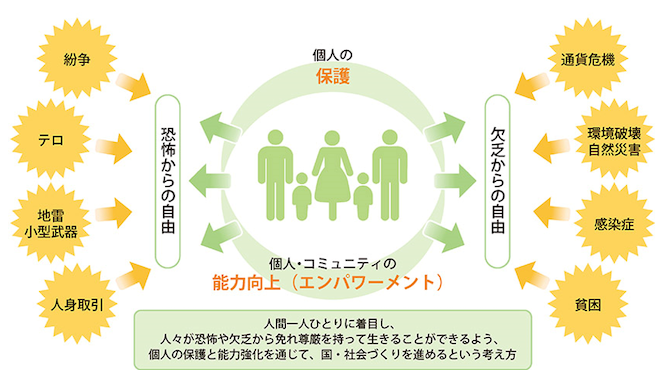 紛争
テロ
地雷
小型武器
人身取引
恐怖からの自由
個人の
保護
個人・コミュニティの
能力向上（エンパワーメント）
欠乏からの自由
通貨危機
環境破壊
自然災害
感染症
貧困
人間一人ひとりに着目し、
人々が恐怖や欠乏から免れ尊厳を持って生きることができるよう、
個人の保護と能力強化を通じて、国・社会づくりを進めるという考え方